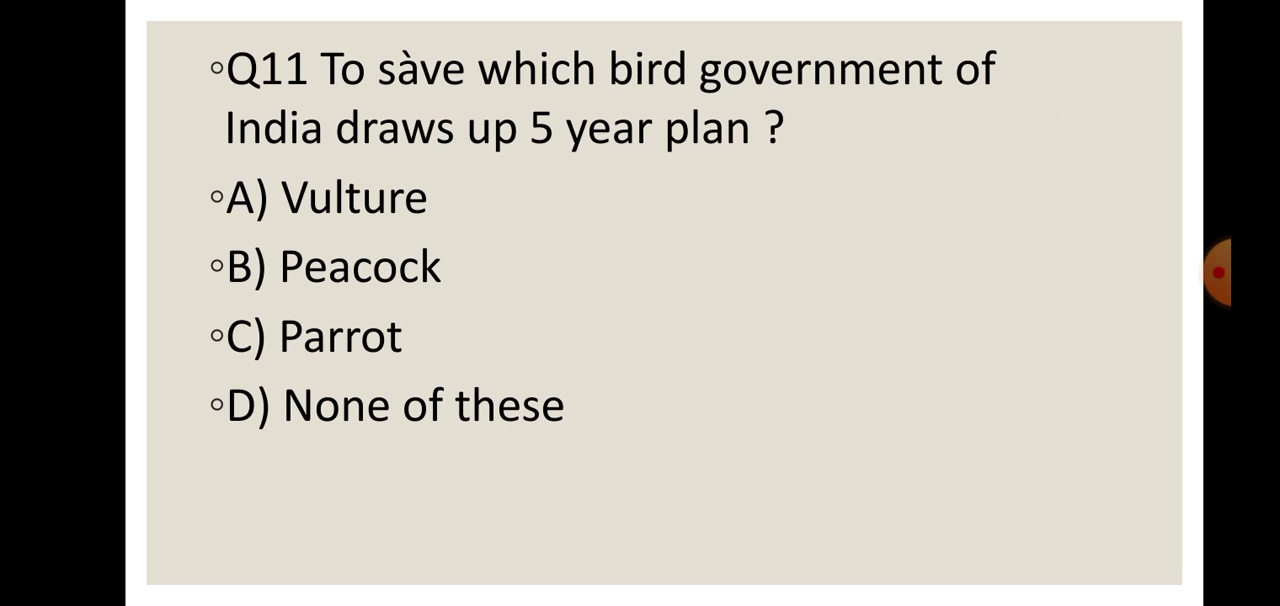 ◦Q11 To sàve which bird government of
India draws up 5 year plan ?
◦A) Vulture
◦B) Peacock
◦C) Parrot
◦D) None of these